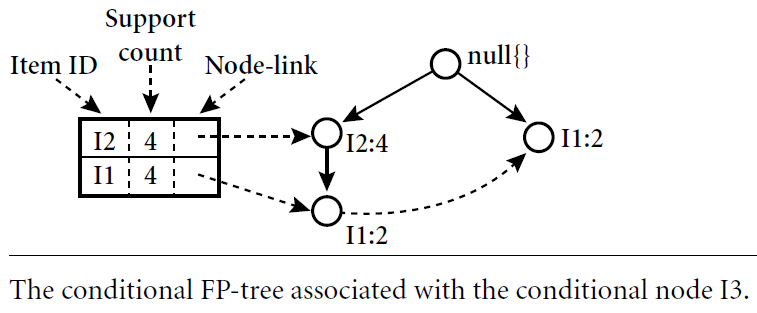 Support
count
Item ID
Node-link
null{}
I2 4
I1 4
I2:4
I1:2
I1:2
The conditional FP-tree associated with the conditional node I3.